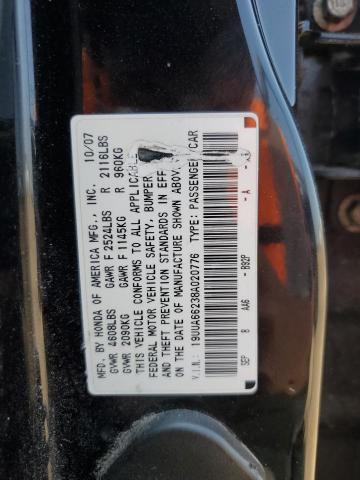 MFD. BY HONDA OF AMERICA MFG., INC. 10/07
GVWR 4608LBS GAWR F 2524LBS R 2116LBS
GVWR 2090KG GAWR F 1145KG R 960KG
THIS VEHICLE CONFORMS TO ALL APPLICABLE
FEDERAL MOTOR VEHICLE SAFETY, BUMPER
AND THEFT PREVENTION STANDARDS IN EFF
ON THE DATE OF MANUFACTURE SHOWN ABOV
V.I.N.: 19UUA66238A020776 TYPE: PASSENGER CAR
SEP 8 AA6 - B92P - A -